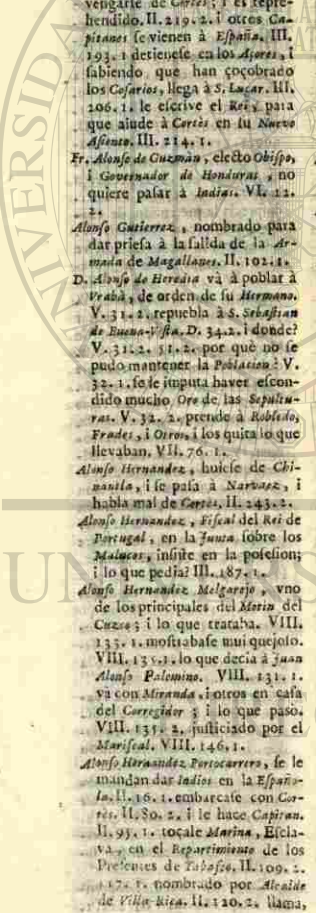 vengarse de Cortès; i es repre-
hendido. II. 219. 2. i otros Ca-
pitanes se vienen à España. III.
193. 1 detienese en los Açores, i
sabiendo que han çoçobrado
los Cosarios, llega à S. Lucar. III.
206. 1. le escrive el Rei, para
que aiude à Cortès en su Nuevo
Asiento. III. 214. 1.
Fr. Alonso de Guzmàn, electo Obispo,
i Governador de Honduras, no
quiere pasar à Indias. VI. 12.
2.
Alonso Gutierrez, nombrado para
dar priesa à la salida de la Ar-
mada de Magallanes. II. 102. 1.
D. Alonso de Heredia và à poblar à
Vrabà, de orden de su Hermano.
V. 31. 2. repuebla à S. Sebastian
de Buena-Vista. D. 34. 2. i donde?
V. 31. 2. 51. 2. por què no se
pudo mantener la Poblacion? V.
32. 1. se le imputa haver escon-
dido mucho Oro de las Sepultu-
ras. V. 32. 2. prende à Robledo,
Frades, i Otros, i los quita lo que
llevaban. VII. 76. 1.
Alonso Hernandez, huiese de Chi-
nantla, i se pasa à Narvaez, i
habla mal de Cortès. II. 243. 2.
Alonso Hernandez, Fiscal del Rei de
Portugal, en la Junta sobre los
Malucos, insiste en la posesion;
i lo que pedia? III. 187. 1.
Alonso Hernandez Melgarejo, vno
de los principales del Motin del
Cuzco; i lo que trataba. VIII.
133. 1. mostrabase mui quejoso.
VIII. 135. 1. lo que decia à Juan
Alonso Palomino. VIII. 131. 1.
va con Miranda, i otros en casa
del Corregidor; i lo que pasò.
VIII. 135. 2. justiciado por el
Mariscal. VIII. 146. 1.
Alonso Hernandez Portocarrero, se le
mandan dar Indios en la Españo-
la. II. 16. 1. embarcase con Cor-
tès. II. 80. 2. i le hace Capitan.
II. 95. 1. tocale Marina, Escla-
va, en el Repartimiento de los
Presentes de Tabasco. II. 109. 2.
117. 1. nombrado por Alcalde
de Villa-Rica. II. 120. 2. llama,
UN